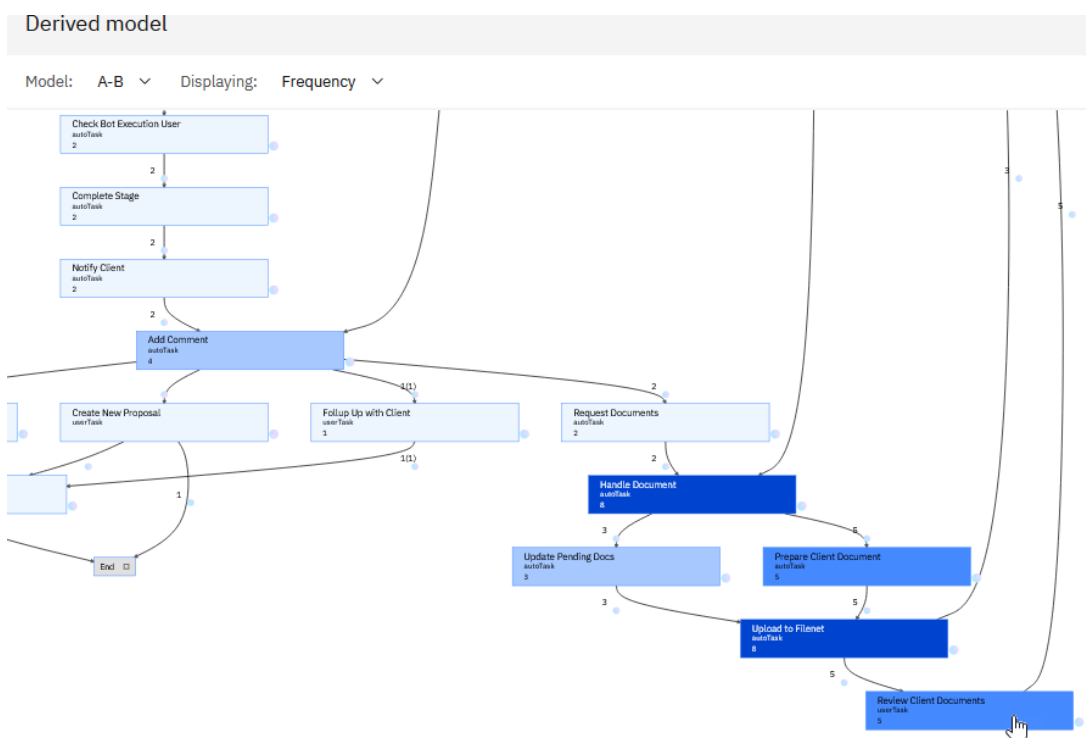 Derived model
Model: A-B Displaying: Frequency
Check Bot Execution User
autoTask
2
2
3
Complete Stage
autoTask
2
5
2
Notify Client
autoTask
2
2
Add Comment
autoTask
4
1(1)
2
Create New Proposal
userTask
Follup Up with Client
userTask
1
Request Documents
autoTask
2
1(1)
2
Handle Document
autoTask
8
1
3
5
Update Pending Docs
autoTask
3
Prepare Client Document
autoTask
5
End
3
5
Upload to Filenet
autoTask
8
5
Review Client Documents
userTask
5